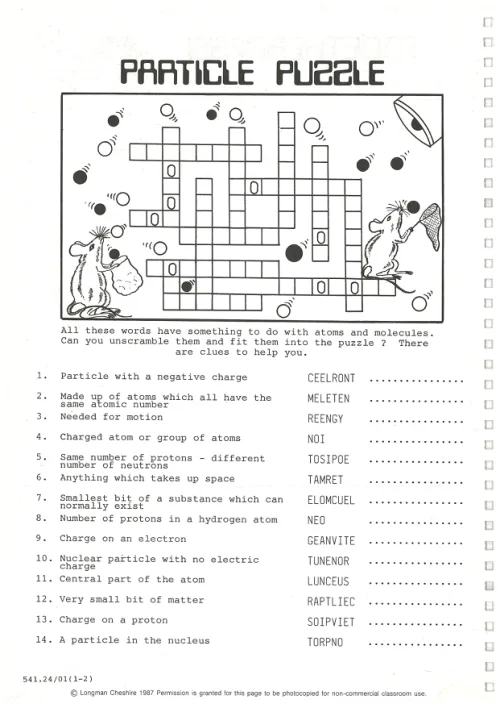 PARTICLE PUZZLE
O
O
O
O
O
O
O
O
All these words have something to do with atoms and molecules.
Can you unscramble them and fit them into the puzzle ? There
are clues to help you.
1. Particle with a negative charge CEELRONT ................
2. Made up of atoms which all have the MELETEN ................
same atomic number
3. Needed for motion REENGY ................
4. Charged atom or group of atoms NOI ................
5. Same number of protons - different TOSIPOE ................
number of neutrons
6. Anything which takes up space TAMRET ................
7. Smallest bit of a substance which can ELOMCUEL ................
normally exist
8. Number of protons in a hydrogen atom NEO ................
9. Charge on an electron GEANVITE ................
10. Nuclear particle with no electric TUNENOR ................
charge
11. Central part of the atom LUNCEUS ................
12. Very small bit of matter RAPTLIEC ................
13. Charge on a proton SOIPVIET ................
14. A particle in the nucleus TORPNO ................
541.24/01(1-2)
© Longman Cheshire 1987 Permission is granted for this page to be photocopied for non-commercial classroom use.